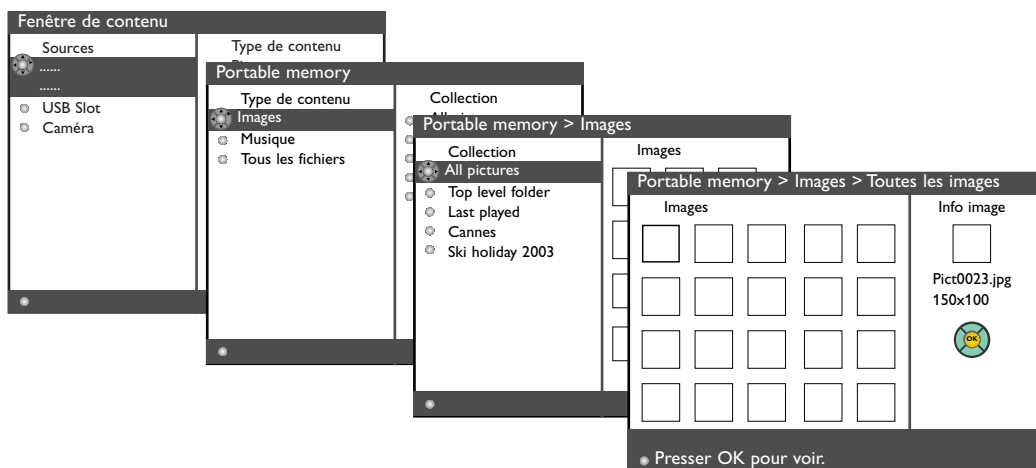 Fenêtre de contenu
Sources
......
......
USB Slot
Caméra
Type de contenu
Portable memory
Type de contenu
Images
Musique
Tous les fichiers
Collection
Portable memory > Images
Collection
All pictures
Top level folder
Last played
Cannes
Ski holiday 2003
Images
Portable memory > Images > Toutes les images
Images
Info image
Pict0023.jpg
150x100
OK
Presser OK pour voir.